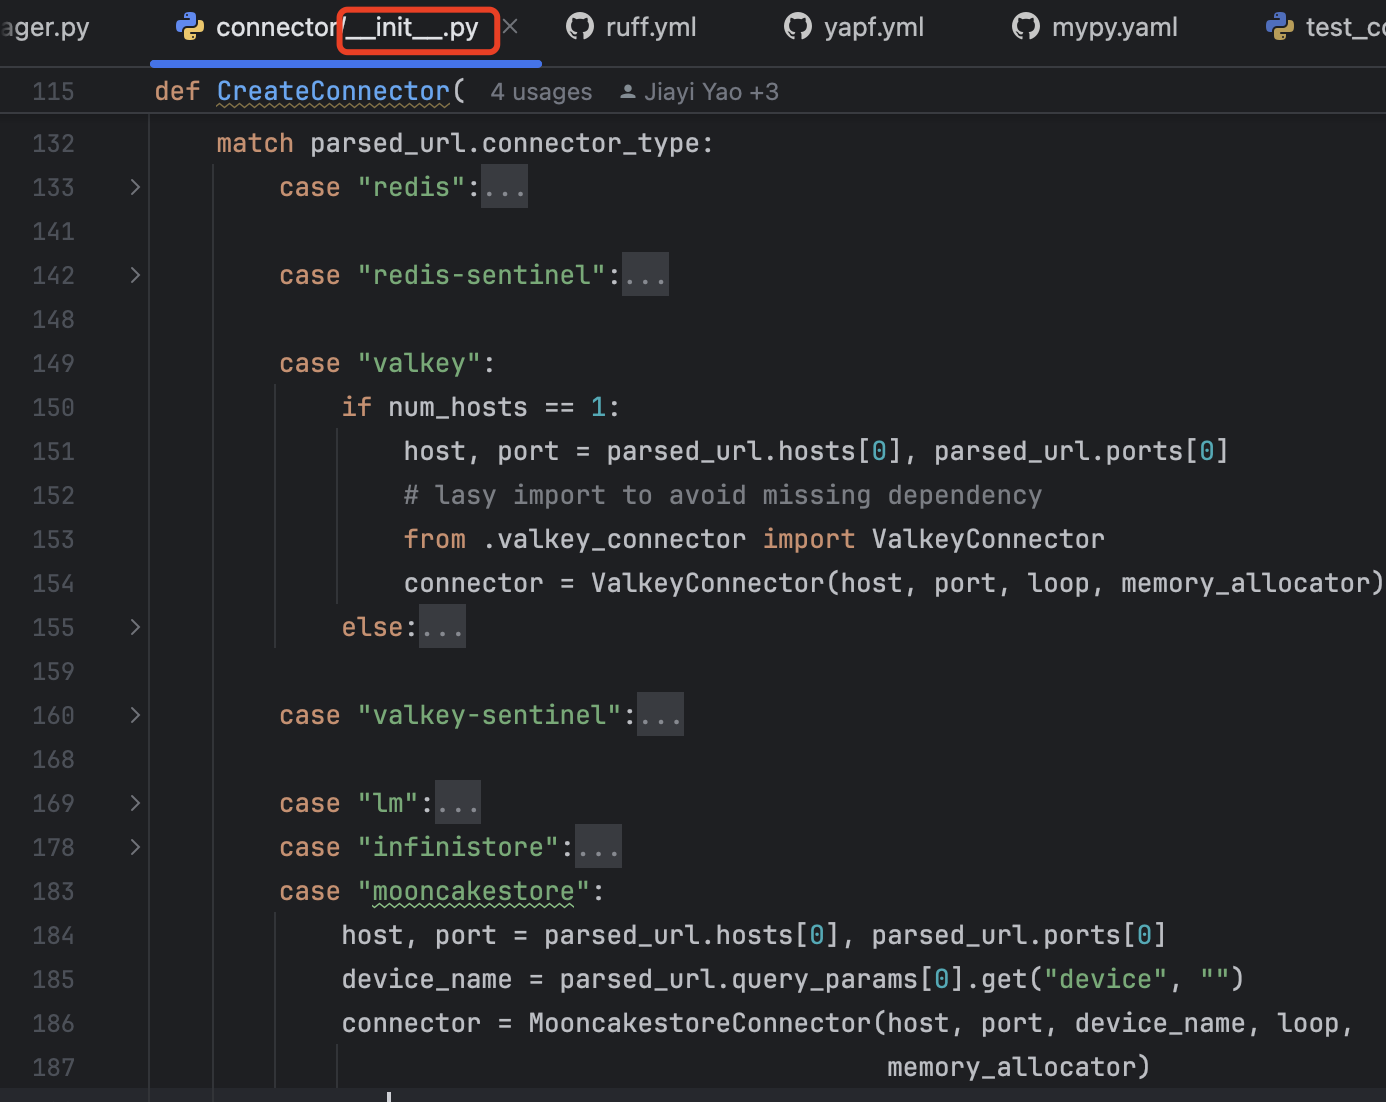 ager.py connector/__init__.py ruff.yml yapf.yml mypy.yaml test_co
115 def CreateConnector( 4 usages Jiayi Yao +3
132 match parsed_url.connector_type:
133 case "redis":...
141
142 case "redis-sentinel":...
148
149 case "valkey":
150 if num_hosts == 1:
151 host, port = parsed_url.hosts[0], parsed_url.ports[0]
152 # lasy import to avoid missing dependency
153 from .valkey_connector import ValkeyConnector
154 connector = ValkeyConnector(host, port, loop, memory_allocator)
155 else:...
159
160 case "valkey-sentinel":...
168
169 case "lm":...
178 case "infinistore":...
183 case "mooncakestore":
184 host, port = parsed_url.hosts[0], parsed_url.ports[0]
185 device_name = parsed_url.query_params[0].get("device", "")
186 connector = MooncakestoreConnector(host, port, device_name, loop,
187 memory_allocator)